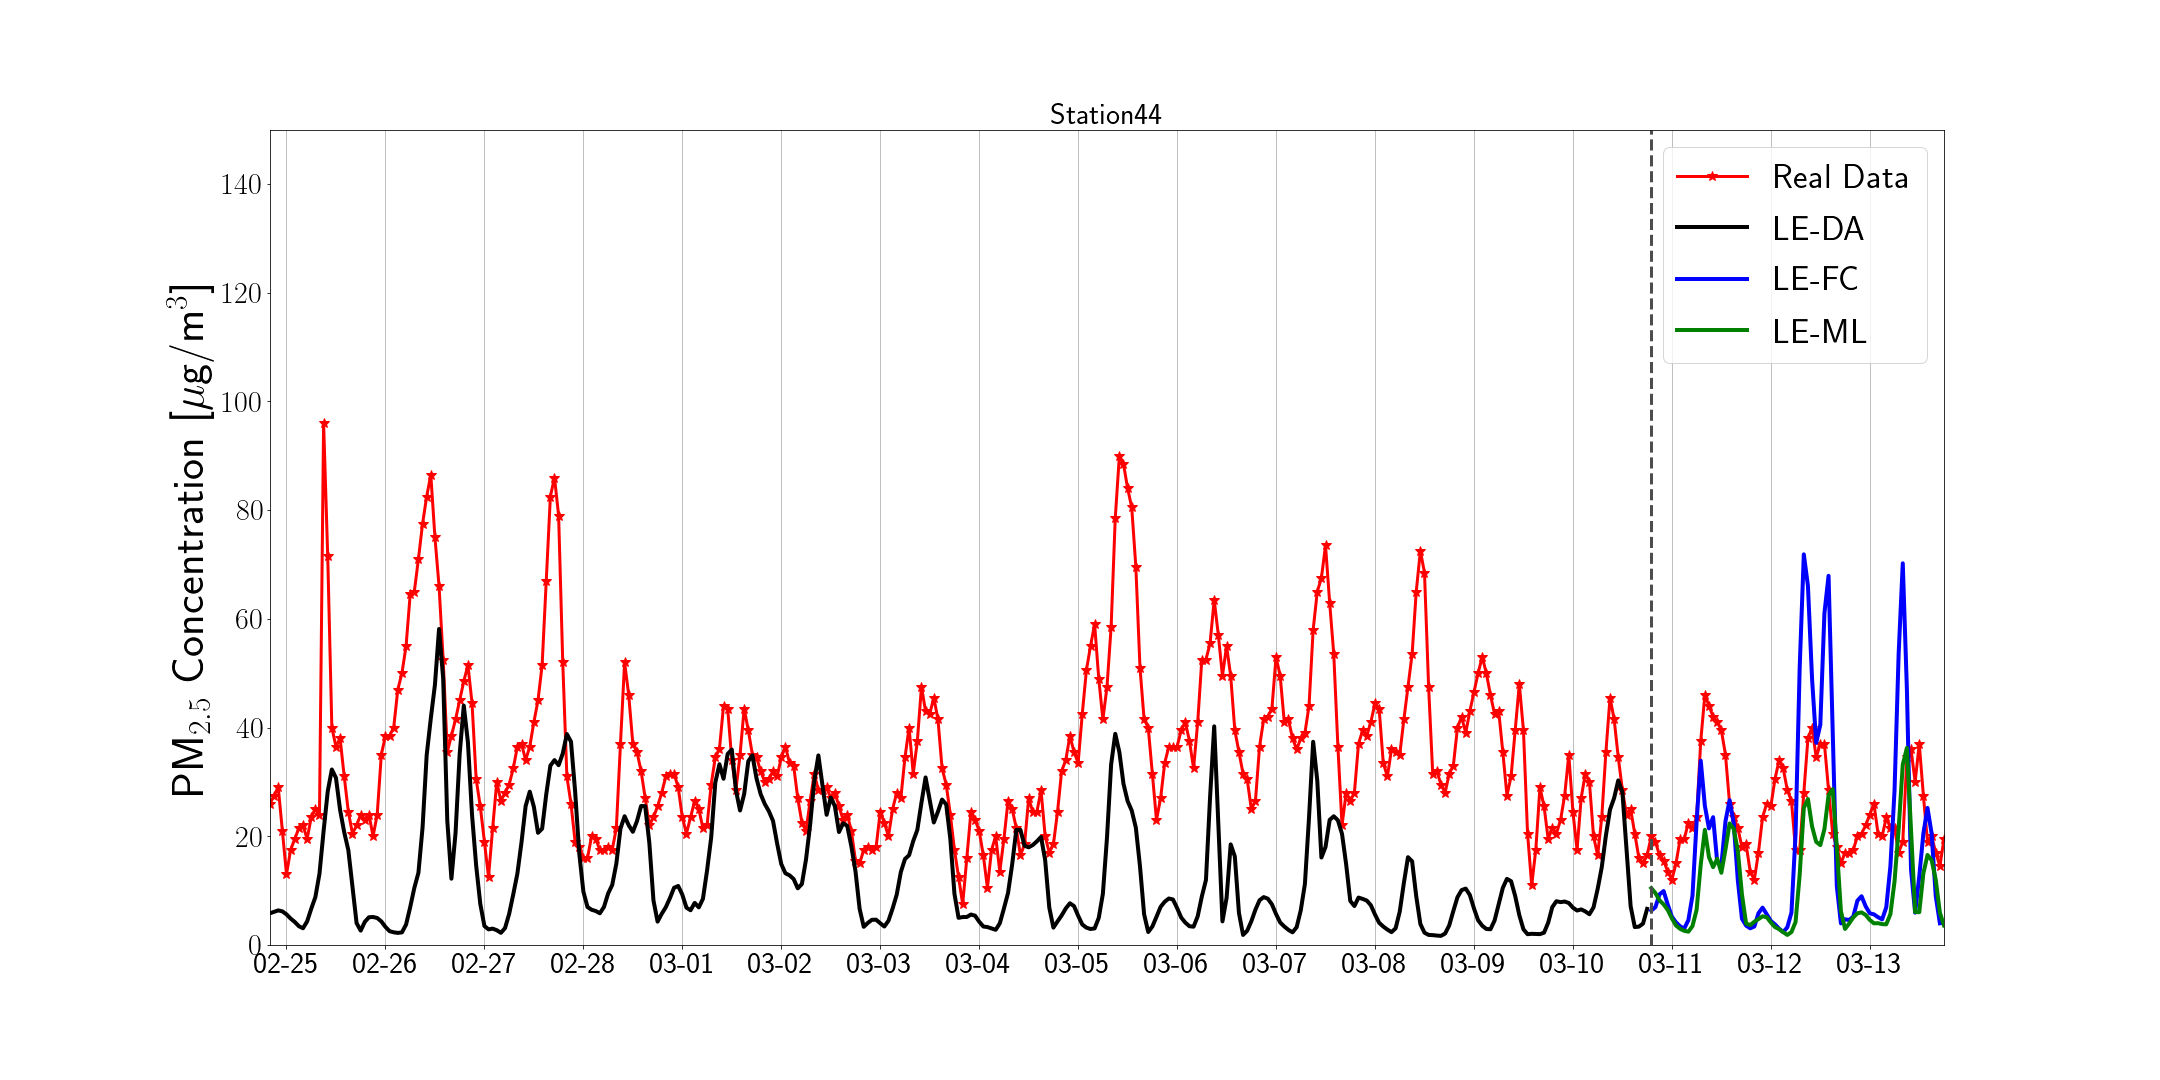 Station44
PM2.5 Concentration [μg/m³]
140
120
100
80
60
40
20
0
02-25 02-26 02-27 02-28 03-01 03-02 03-03 03-04 03-05 03-06 03-07 03-08 03-09 03-10 03-11 03-12 03-13
Real Data
LE-DA
LE-FC
LE-ML